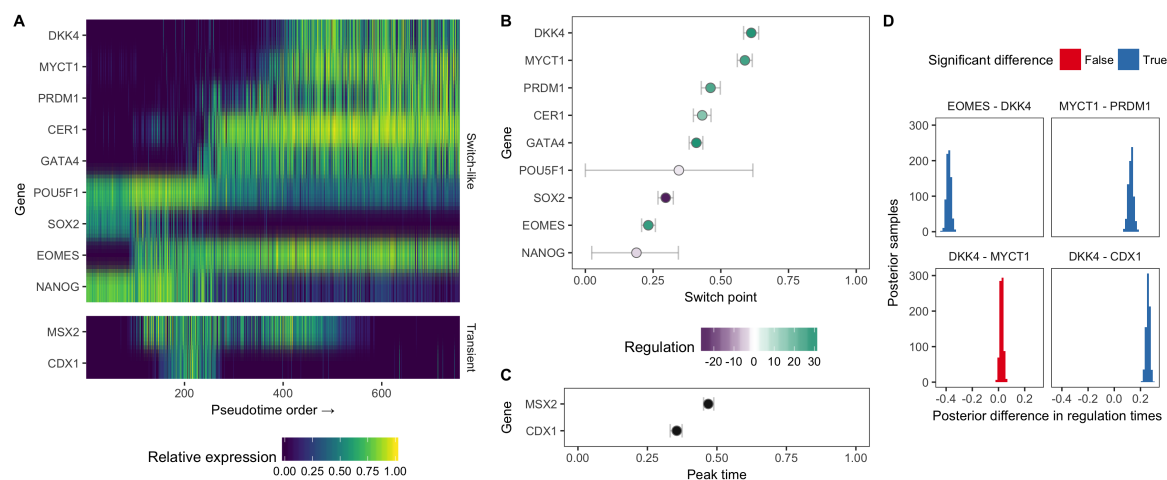 A
DKK4
MYCT1
PRDM1
CER1
GATA4
POU5F1
SOX2
EOMES
NANOG
Gene
Switch-like
MSX2
CDX1
Transient
200 400 600
Pseudotime order →
Relative expression
0.00 0.25 0.50 0.75 1.00
B
DKK4
MYCT1
PRDM1
CER1
GATA4
POU5F1
SOX2
EOMES
NANOG
Gene
0.00 0.25 0.50 0.75 1.00
Switch point
Regulation
-20 -10 0 10 20 30
C
MSX2
CDX1
Gene
0.00 0.25 0.50 0.75 1.00
Peak time
D
Significant difference False True
EOMES - DKK4 MYCT1 - PRDM1
300
200
100
0
DKK4 - MYCT1 DKK4 - CDX1
300
200
100
0
Posterior samples
-0.4 -0.2 0.0 0.2 -0.4 -0.2 0.0 0.2
Posterior difference in regulation times